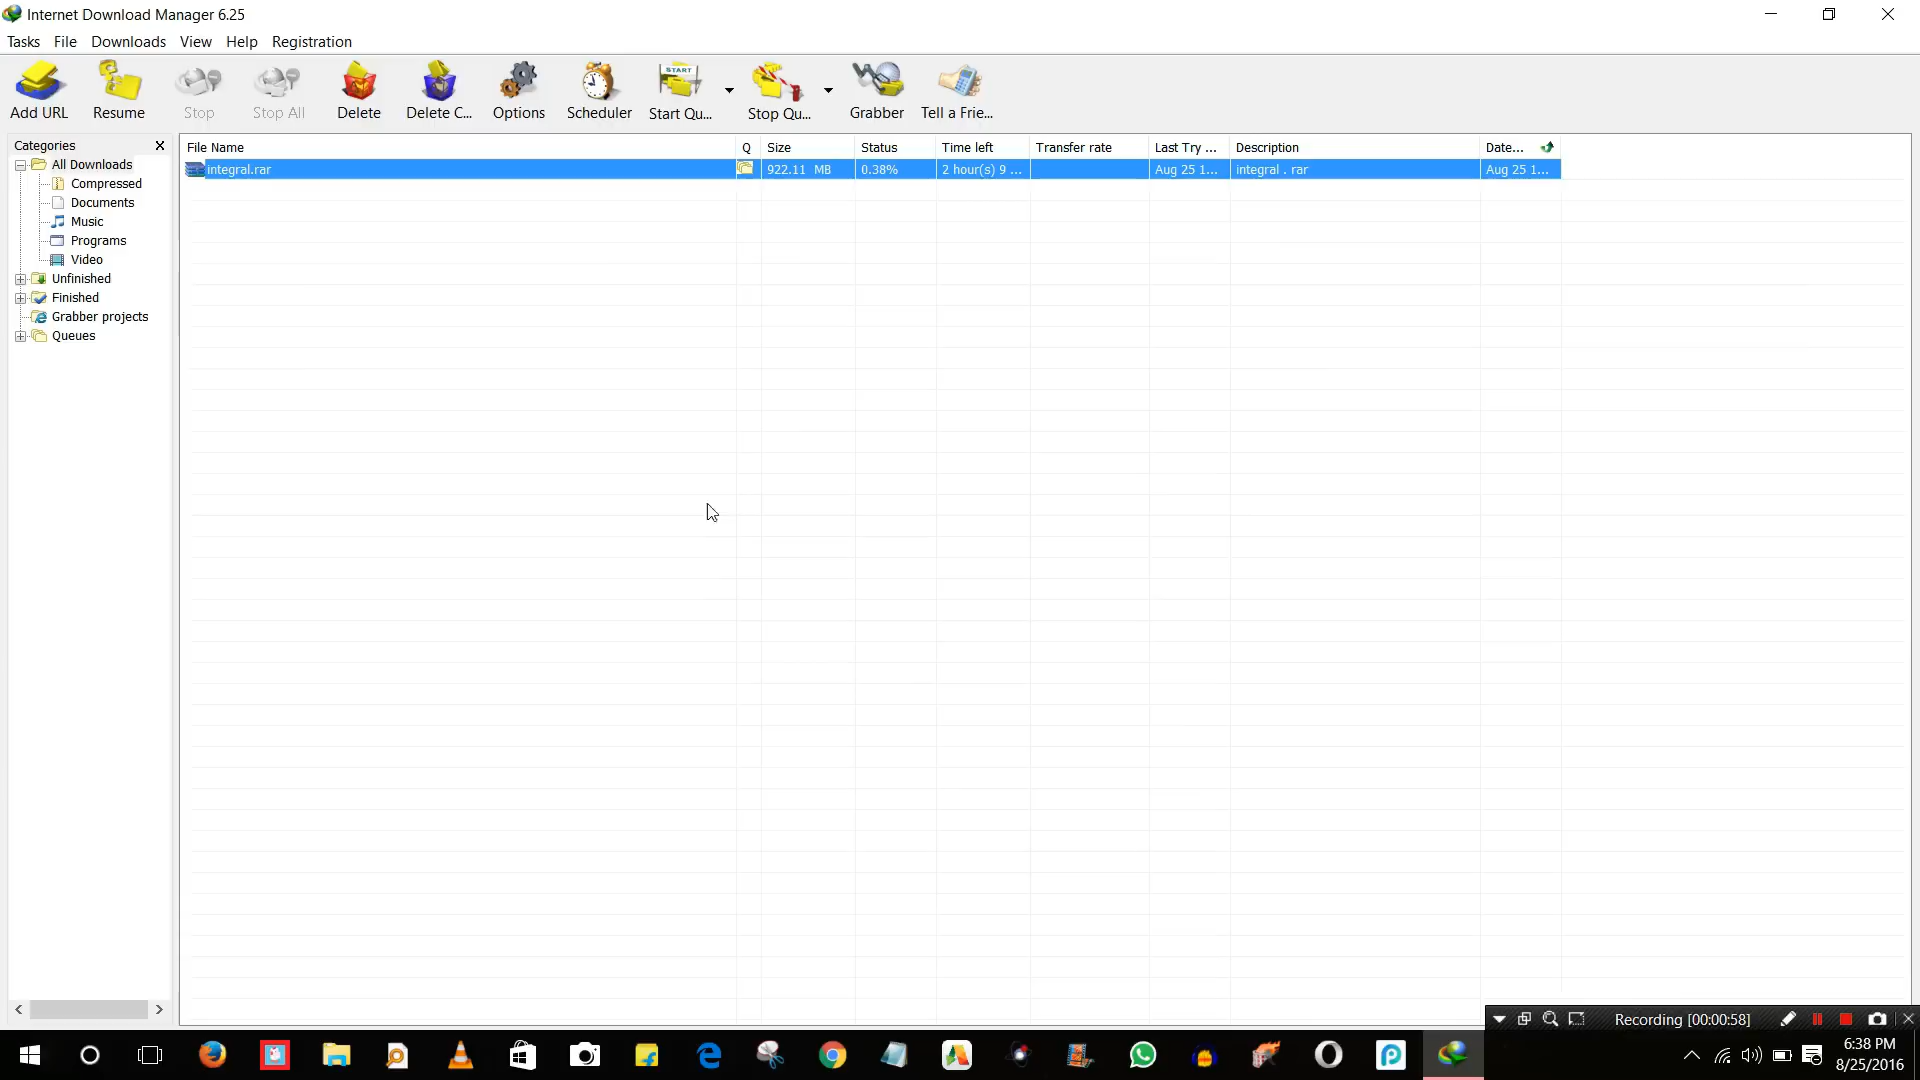 Internet Download Manager 6.25
Tasks File Downloads View Help Registration
Add URL Resume Stop Stop All Delete Delete C... Options Scheduler START Start Qu... Stop Qu... Grabber Tell a Frie...
Categories
All Downloads
Compressed
Documents
Music
Programs
Video
Unfinished
Finished
Grabber projects
Queues
File Name Q Size Status Time left Transfer rate Last Try ... Description Date...
integral.rar 922.11 MB 0.38% 2 hour(s) 9 ... Aug 25 1... integral . rar Aug 25 1...
Recording [00:00:58]
6:38 PM
8/25/2016